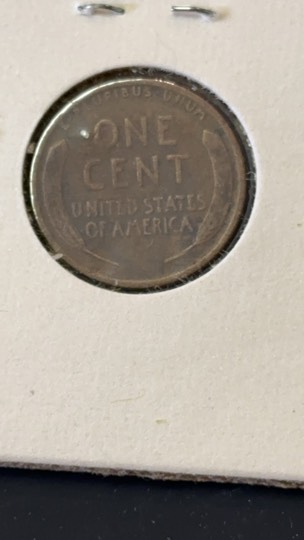 E PLURIBUS UNUM
ONE
CENT
UNITED STATES
OF AMERICA